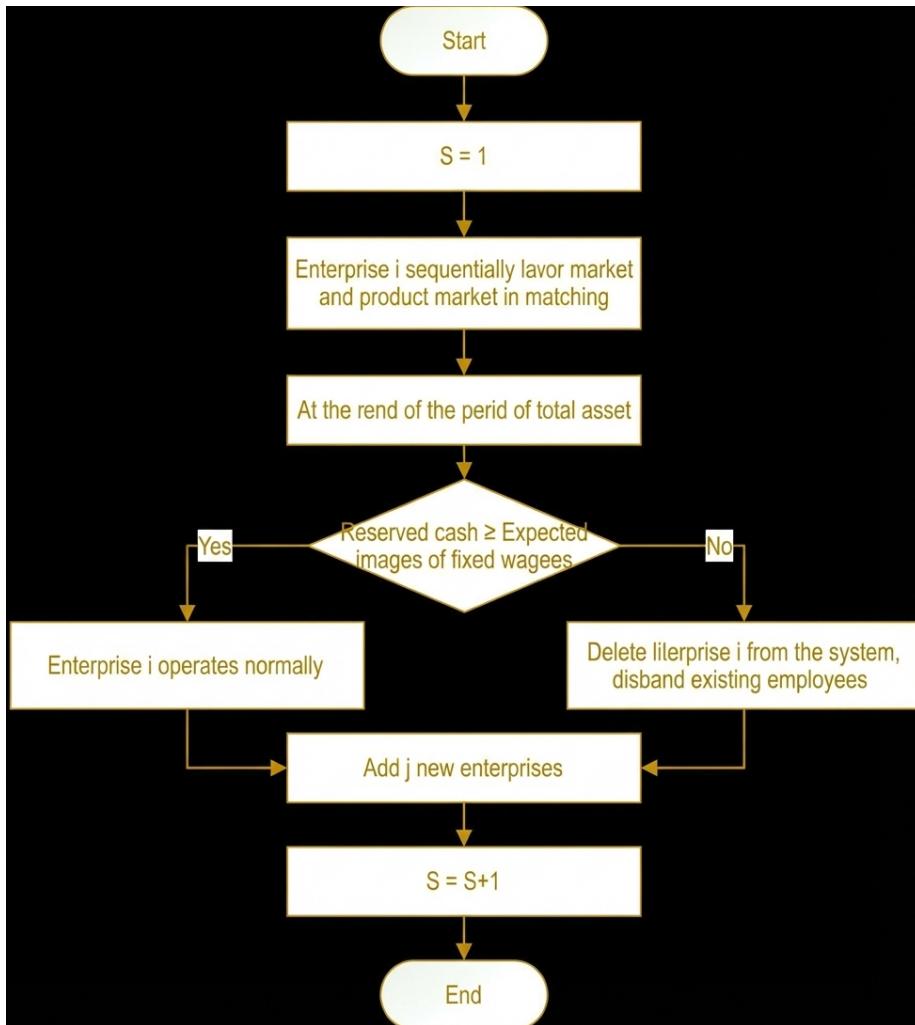 Start
S = 1
Enterprise i sequentially lavor market
and product market in matching
At the rend of the perid of total asset
Reserved cash ≥ Expected
images of fixed wagees
Yes
No
Enterprise i operates normally
Delete lilerprise i from the system,
disband existing employees
Add j new enterprises
S = S+1
End